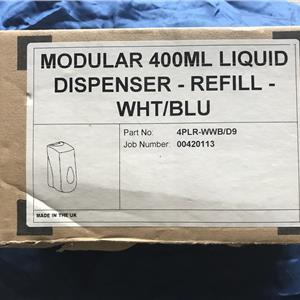 MODULAR 400ML LIQUID
DISPENSER - REFILL -
WHT/BLU
Part No: 4PLR-WWB/D9
Job Number: 00420113
MADE IN THE UK